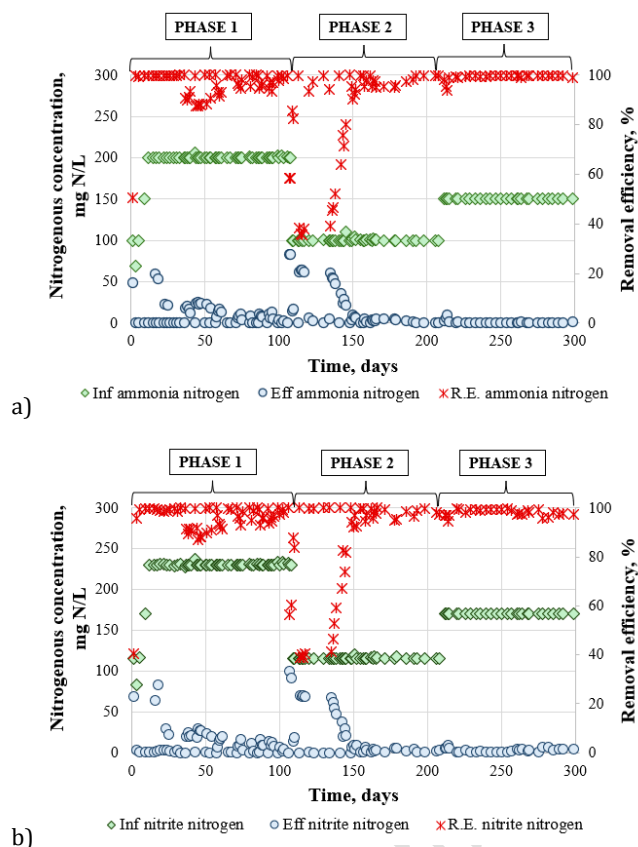 PHASE 1 PHASE 2 PHASE 3
Nitrogenous concentration,
mg N/L
300
250
200
150
100
50
0
100
80
60
40
20
0
Removal efficiency, %
0 50 100 150 200 250 300
Time, days
Inf ammonia nitrogen Eff ammonia nitrogen R.E. ammonia nitrogen
a)
PHASE 1 PHASE 2 PHASE 3
Nitrogenous concentration,
mg N/L
300
250
200
150
100
50
0
100
80
60
40
20
0
Removal efficiency, %
0 50 100 150 200 250 300
Time, days
Inf nitrite nitrogen Eff nitrite nitrogen R.E. nitrite nitrogen
b)